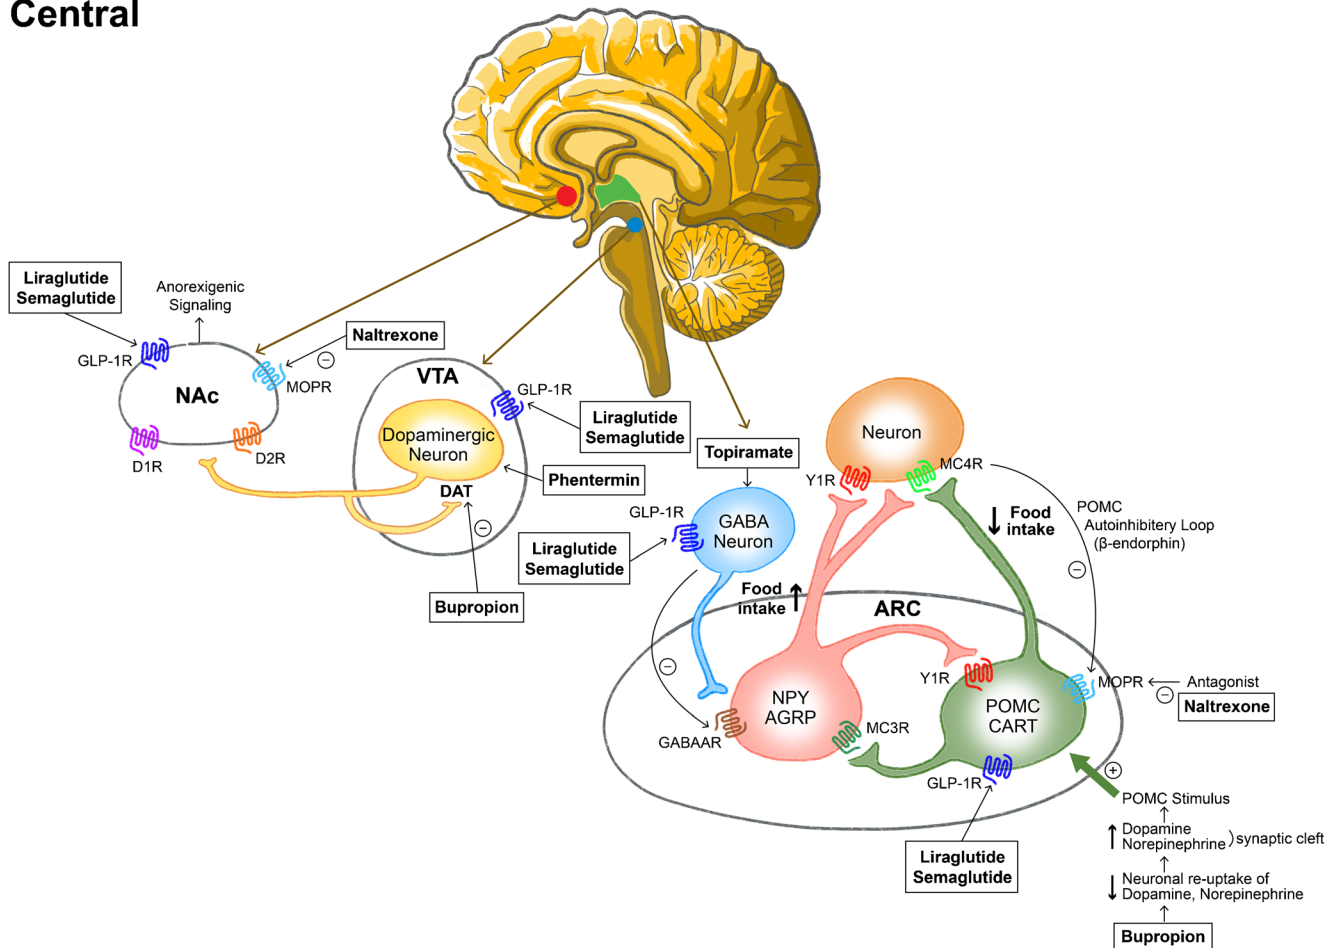 Central
Liraglutide
Semaglutide
Anorexigenic
Signaling
Naltrexone
GLP-1R
MOPR
NAc
D1R
D2R
VTA
GLP-1R
Liraglutide
Semaglutide
Dopaminergic
Neuron
Phentermin
DAT
Bupropion
Topiramate
GLP-1R
GABA
Neuron
Liraglutide
Semaglutide
Neuron
Y1R
MC4R
Food
intake
POMC
Autoinhibitery Loop
(β-endorphin)
Food
intake
ARC
Y1R
MOPR
Antagonist
Naltrexone
NPY
AGRP
POMC
CART
GABAAR
MC3R
GLP-1R
Liraglutide
Semaglutide
POMC Stimulus
Dopamine
Norepinephrine
)synaptic cleft
Neuronal re-uptake of
Dopamine, Norepinephrine
Bupropion